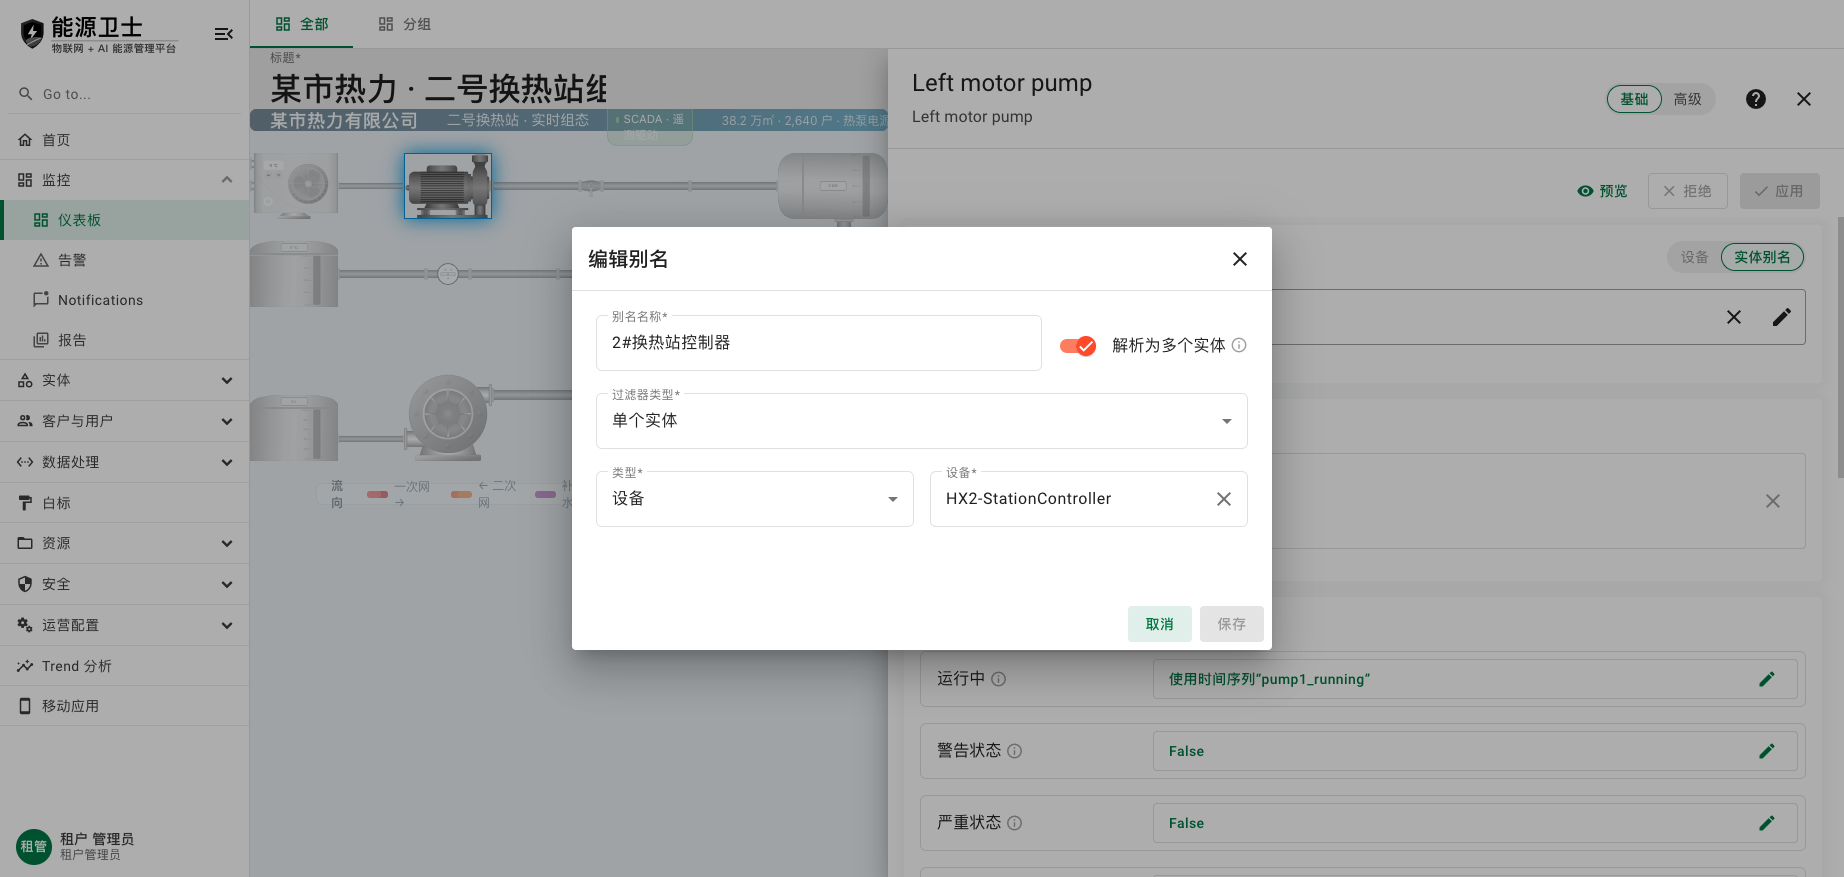 能源卫士
物联网 + AI 能源管理平台
Go to...
首页
监控
仪表板
告警
Notifications
报告
实体
客户与用户
数据处理
白标
资源
安全
运营配置
Trend 分析
移动应用
租管
租户 管理员
租户管理员
全部
分组
标题*
某市热力 · 二号换热站组
某市热力有限公司
二号换热站 · 实时组态
SCADA · 遥
测驱动
38.2 万㎡ · 2,640 户 · 热泵电源
流向
一次网 →
← 二次网
补水
Left motor pump
Left motor pump
基础
高级
预览
拒绝
应用
设备
实体别名
编辑别名
别名名称*
2#换热站控制器
解析为多个实体
过滤器类型*
单个实体
类型*
设备
设备*
HX2-StationController
取消
保存
运行中
使用时间序列“pump1_running”
警告状态
False
严重状态
False